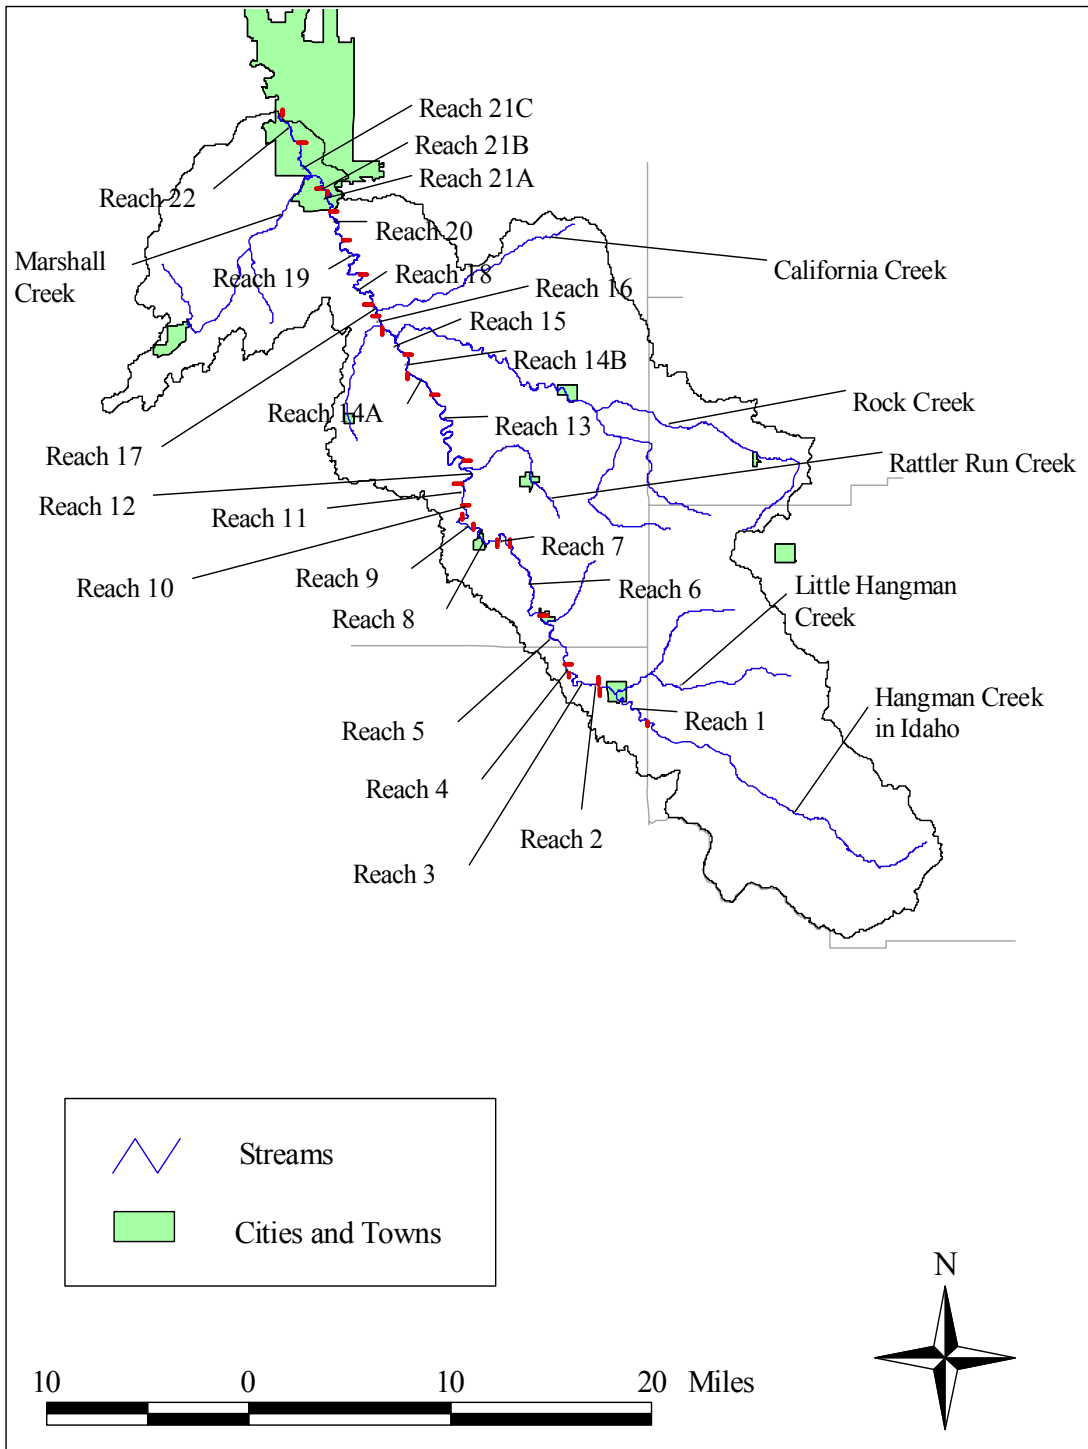 Reach 21C
Reach 21B
Reach 21A
Reach 22
Reach 20
Marshall
Creek
Reach 19
Reach 18
California Creek
Reach 16
Reach 15
Reach 14B
Reach 14A
Rock Creek
Reach 13
Reach 17
Rattler Run Creek
Reach 12
Reach 11
Reach 7
Reach 10
Reach 9
Reach 6
Little Hangman
Creek
Reach 8
Hangman Creek
in Idaho
Reach 1
Reach 5
Reach 4
Reach 2
Reach 3
Streams
Cities and Towns
N
10 0 10 20 Miles